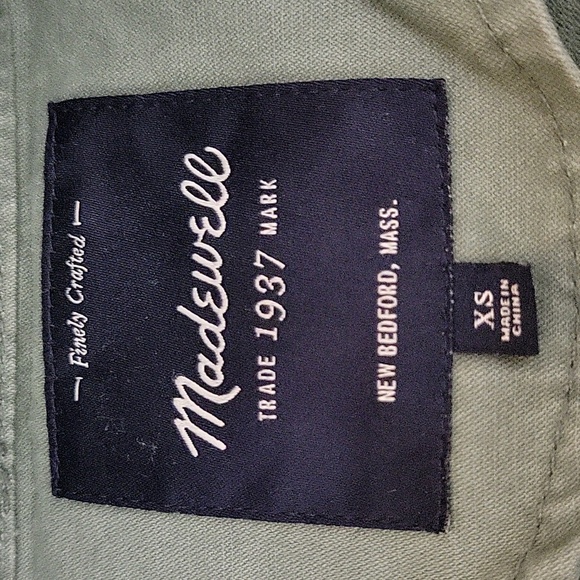 — Finely Crafted —
Madewell
TRADE 1937 MARK
NEW BEDFORD, MASS.
XS
MADE IN
CHINA